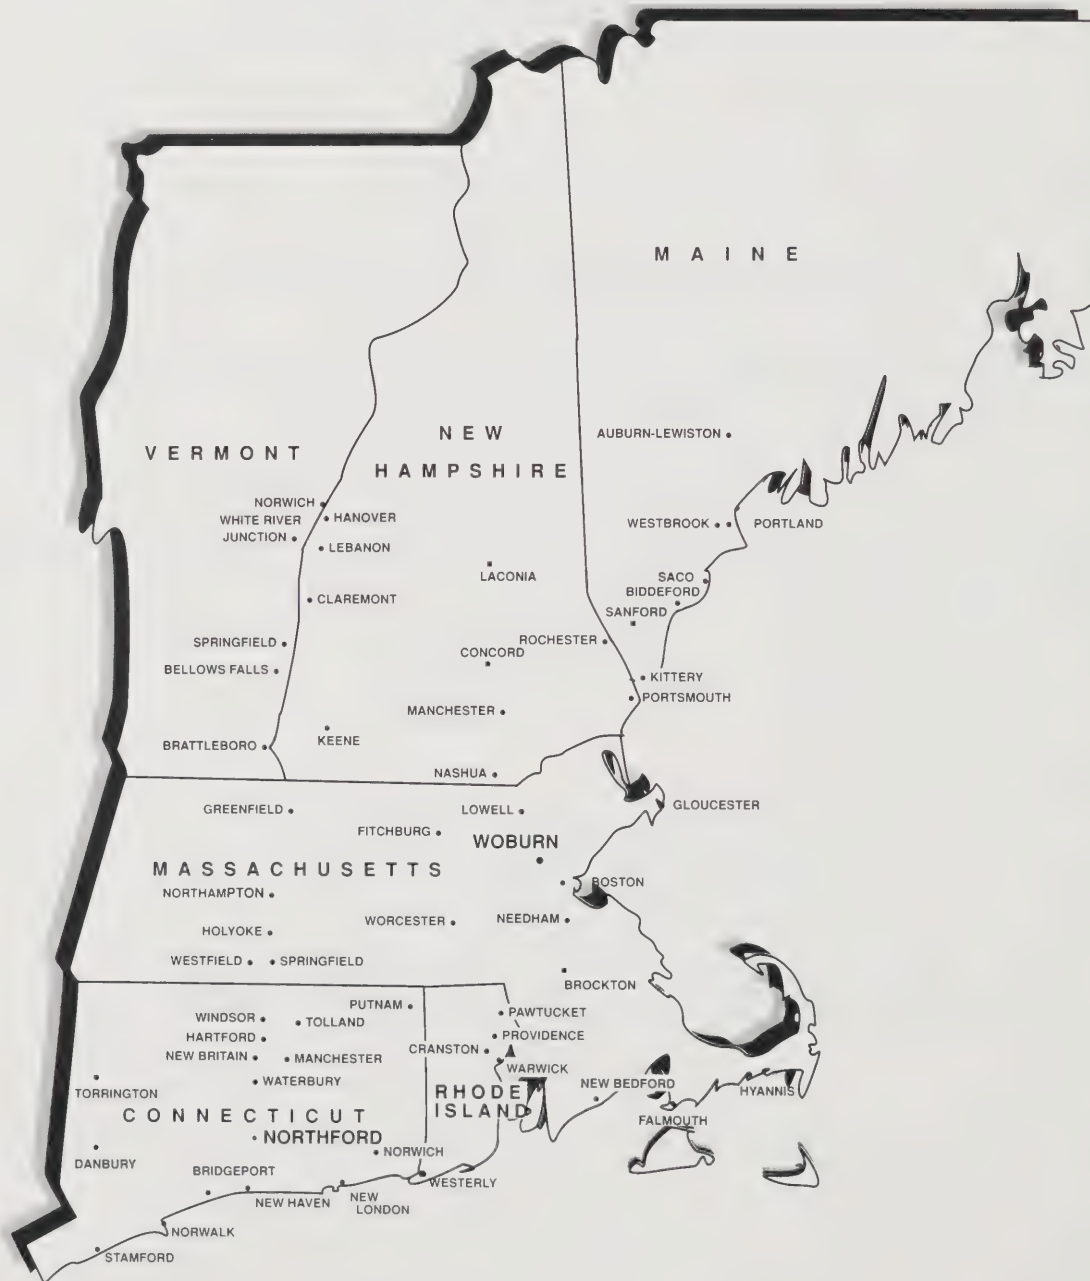 MAINE
NEW
HAMPSHIRE
VERMONT
AUBURN-LEWISTON
NORWICH
HANOVER
WHITE RIVER
JUNCTION
LEBANON
WESTBROOK
PORTLAND
LACONIA
SACO
BIDDEFORD
SANFORD
CLAREMONT
SPRINGFIELD
ROCHESTER
CONCORD
BELLOWS FALLS
KITTERY
PORTSMOUTH
MANCHESTER
KEENE
BRATTLEBORO
NASHUA
GREENFIELD
LOWELL
GLOUCESTER
FITCHBURG
WOBURN
MASSACHUSETTS
BOSTON
NORTHAMPTON
WORCESTER
NEEDHAM
HOLYOKE
WESTFIELD
SPRINGFIELD
BROCKTON
PUTNAM
PAWTUCKET
WINDSOR
TOLLAND
HARTFORD
PROVIDENCE
NEW BRITAIN
MANCHESTER
CRANSTON
WARWICK
WATERBURY
NEW BEDFORD
HYANNIS
TORRINGTON
RHODE
ISLAND
CONNECTICUT
FALMOUTH
NORTHFORD
NORWICH
DANBURY
BRIDGEPORT
WESTERLY
NEW HAVEN
NEW
LONDON
NORWALK
STAMFORD